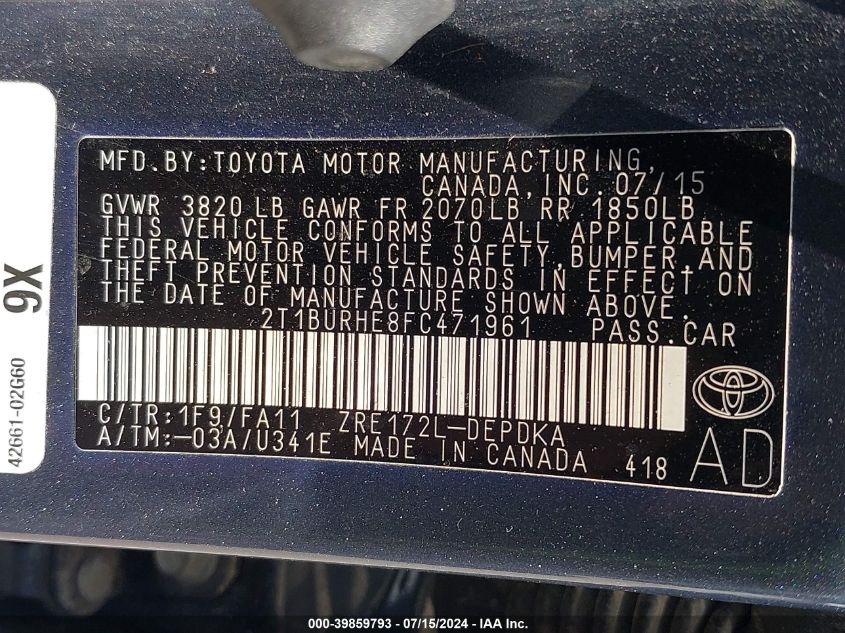 MFD.BY:TOYOTA MOTOR MANUFACTURING,
CANADA,INC. 07/15
GVWR 3820 LB GAWR FR 2070LB RR 1850LB
THIS VEHICLE CONFORMS TO ALL APPLICABLE
FEDERAL MOTOR VEHICLE SAFETY,BUMPER,AND
THEFT PREVENTION STANDARDS IN EFFECT ON
THE DATE OF MANUFACTURE SHOWN ABOVE.
2T1BURHE8FC471961 PASS.CAR
C/TR:1F9/FA11 ZRE172L-DEPDKA
A/TM:-03A/U341E MADE IN CANADA 418
AD
9X
42661-02G60
000-39859793 - 07/15/2024 - IAA Inc.